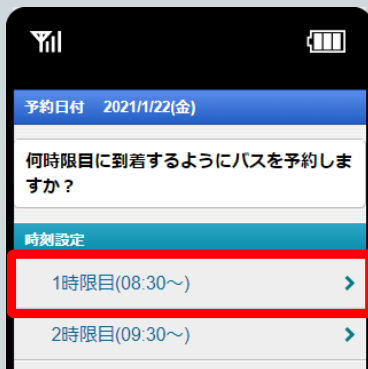 予約日付 2021/1/22(金)
何時限目に到着するようにバスを予約しま
すか？
時刻設定
1時限目(08:30～)
2時限目(09:30～)